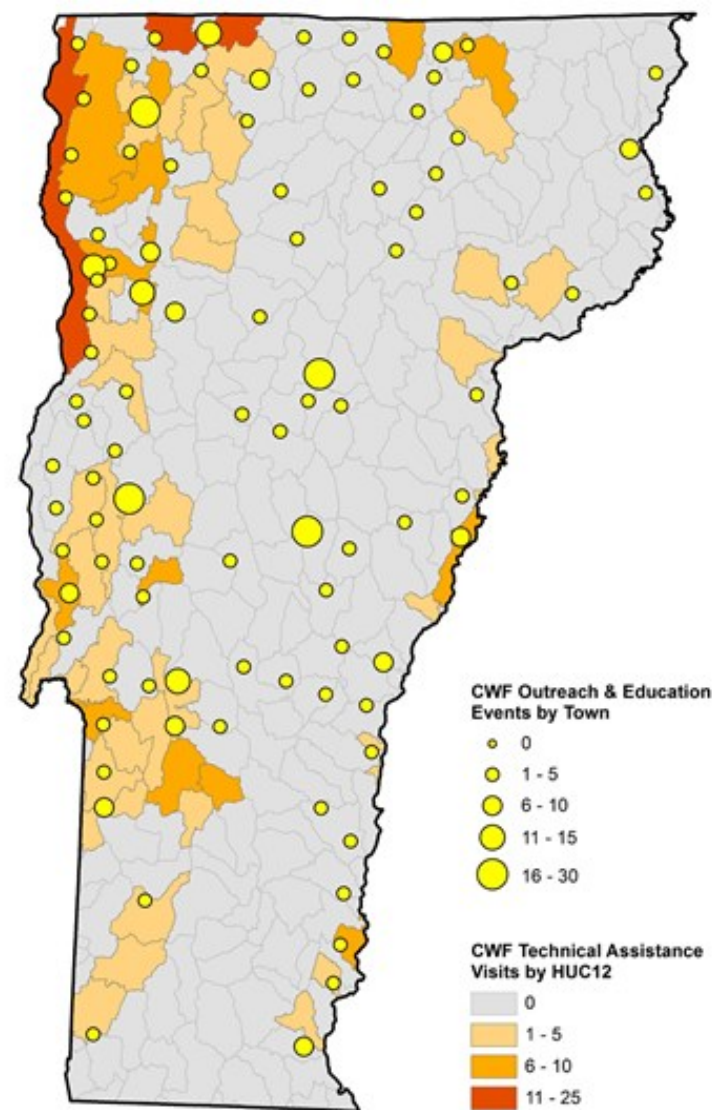 CWF Outreach & Education
Events by Town
0
1 - 5
6 - 10
11 - 15
16 - 30
CWF Technical Assistance
Visits by HUC12
0
1 - 5
6 - 10
11 - 25